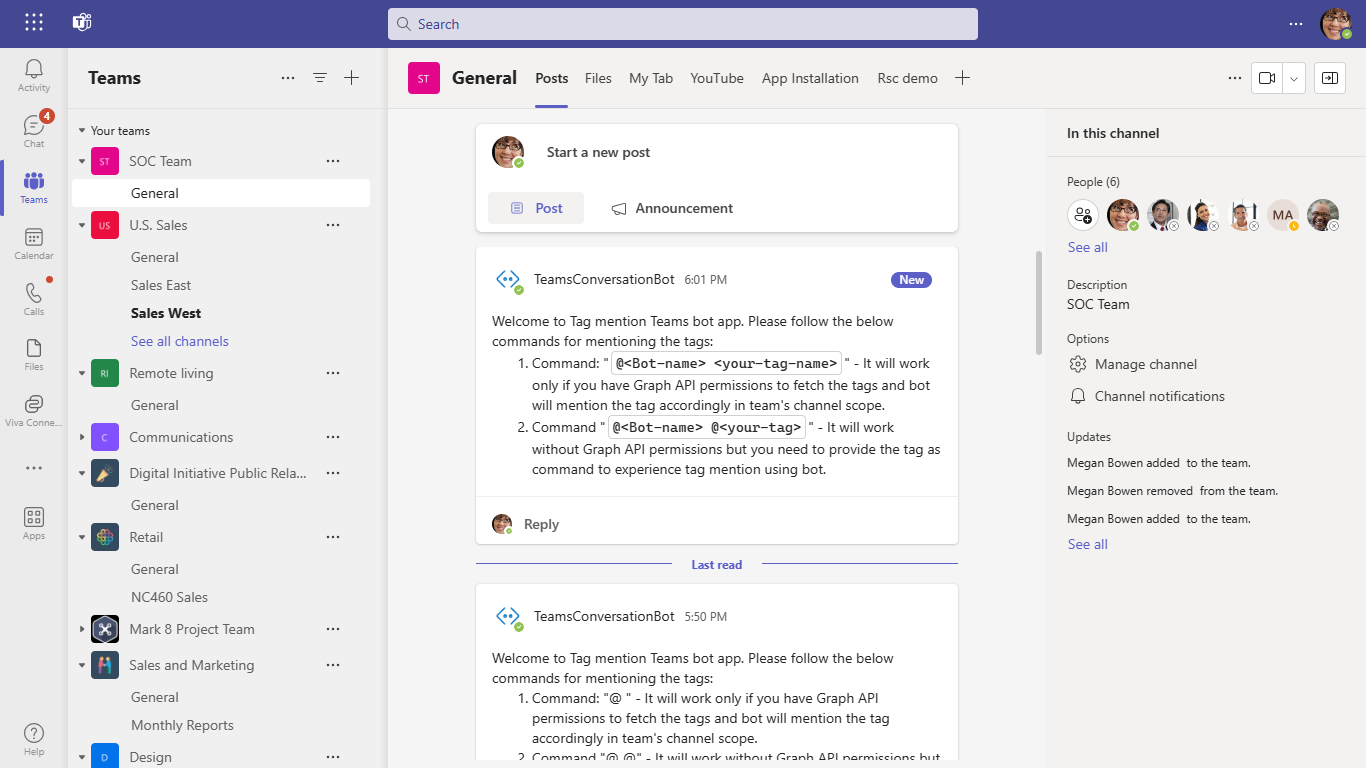 Search
Activity
Chat
4
Teams
Calendar
Calls
Files
Viva Conne...
Apps
Help
Teams
Your teams
ST SOC Team
General
US U.S. Sales
General
Sales East
Sales West
See all channels
RI Remote living
General
C Communications
Digital Initiative Public Rela...
General
Retail
General
NC460 Sales
Mark 8 Project Team
Sales and Marketing
General
Monthly Reports
D Design
ST General Posts Files My Tab YouTube App Installation Rsc demo
Start a new post
Post Announcement
TeamsConversationBot 6:01 PM New
Welcome to Tag mention Teams bot app. Please follow the below
commands for mentioning the tags:
1. Command: " @<Bot-name> <your-tag-name> " - It will work
only if you have Graph API permissions to fetch the tags and bot
will mention the tag accordingly in team's channel scope.
2. Command " @<Bot-name> @<your-tag> " - It will work
without Graph API permissions but you need to provide the tag as
command to experience tag mention using bot.
Reply
Last read
TeamsConversationBot 5:50 PM
Welcome to Tag mention Teams bot app. Please follow the below
commands for mentioning the tags:
1. Command: "@ " - It will work only if you have Graph API
permissions to fetch the tags and bot will mention the tag
accordingly in team's channel scope.
2. Command "@ @" - It will work without Graph API permissions but
In this channel
People (6)
MA
See all
Description
SOC Team
Options
Manage channel
Channel notifications
Updates
Megan Bowen added to the team.
Megan Bowen removed from the team.
Megan Bowen added to the team.
See all